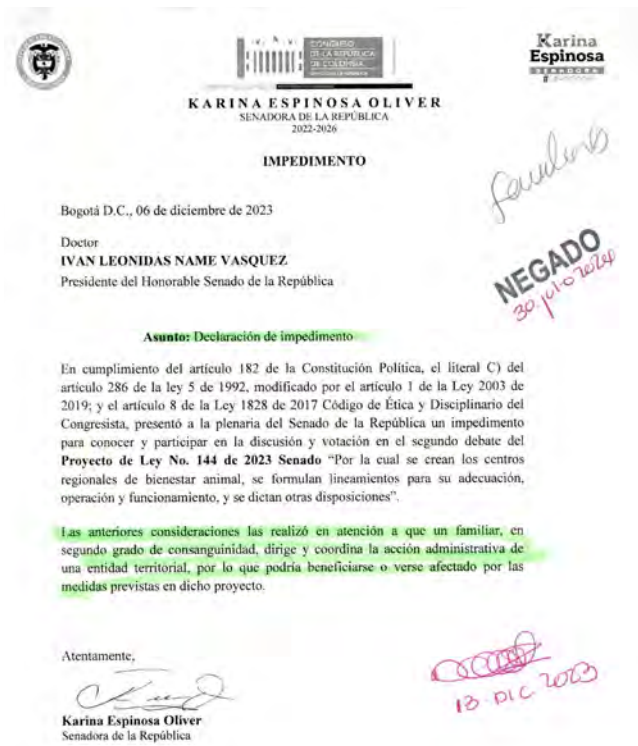 CONGRESO
DE LA REPÚBLICA
DE COLOMBIA
Karina
Espinosa
SENADORA
KARINA ESPINOSA OLIVER
SENADORA DE LA REPÚBLICA
2022-2026
IMPEDIMENTO
Bogotá D.C., 06 de diciembre de 2023
Doctor
IVAN LEONIDAS NAME VASQUEZ
Presidente del Honorable Senado de la República
NEGADO
30. julio 2024
Asunto: Declaración de impedimento
En cumplimiento del artículo 182 de la Constitución Política, el literal C) del
artículo 286 de la ley 5 de 1992, modificado por el artículo 1 de la Ley 2003 de
2019; y el artículo 8 de la Ley 1828 de 2017 Código de Ética y Disciplinario del
Congresista, presentó a la plenaria del Senado de la República un impedimento
para conocer y participar en la discusión y votación en el segundo debate del
Proyecto de Ley No. 144 de 2023 Senado “Por la cual se crean los centros
regionales de bienestar animal, se formulan lineamientos para su adecuación,
operación y funcionamiento, y se dictan otras disposiciones”.
Las anteriores consideraciones las realizó en atención a que un familiar, en
segundo grado de consanguinidad, dirige y coordina la acción administrativa de
una entidad territorial, por lo que podría beneficiarse o verse afectado por las
medidas previstas en dicho proyecto.
Atentamente,
13. DIC 2023
Karina Espinosa Oliver
Senadora de la República